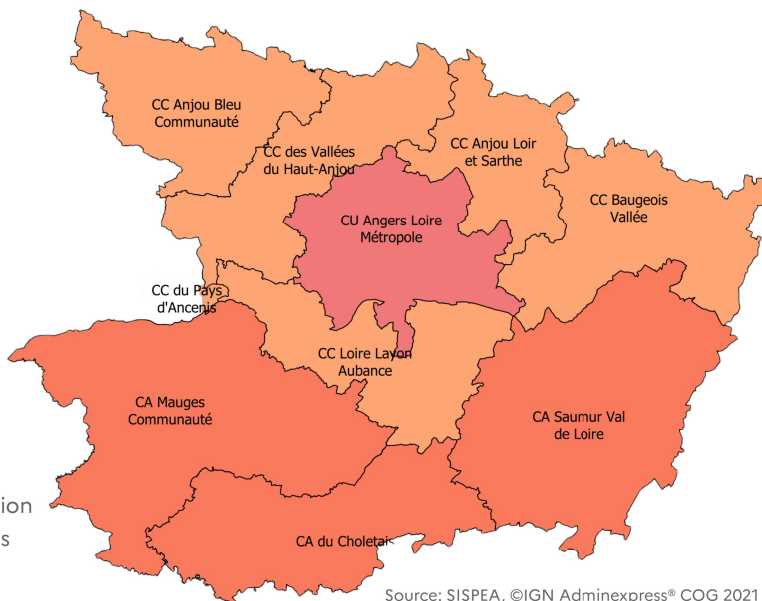 CC Anjou Bleu
Communauté
CC des Vallées
du Haut-Anjou
CC Anjou Loir
et Sarthe
CC Baugeois
Vallée
CU Angers Loire
Métropole
CC du Pays
d'Ancenis
CC Loire Layon
Aubance
CA Mauges
Communauté
CA Saumur Val
de Loire
CA du Choletais
ion
s
Source: SISPEA, ©IGN Adminexpress® COG 2021